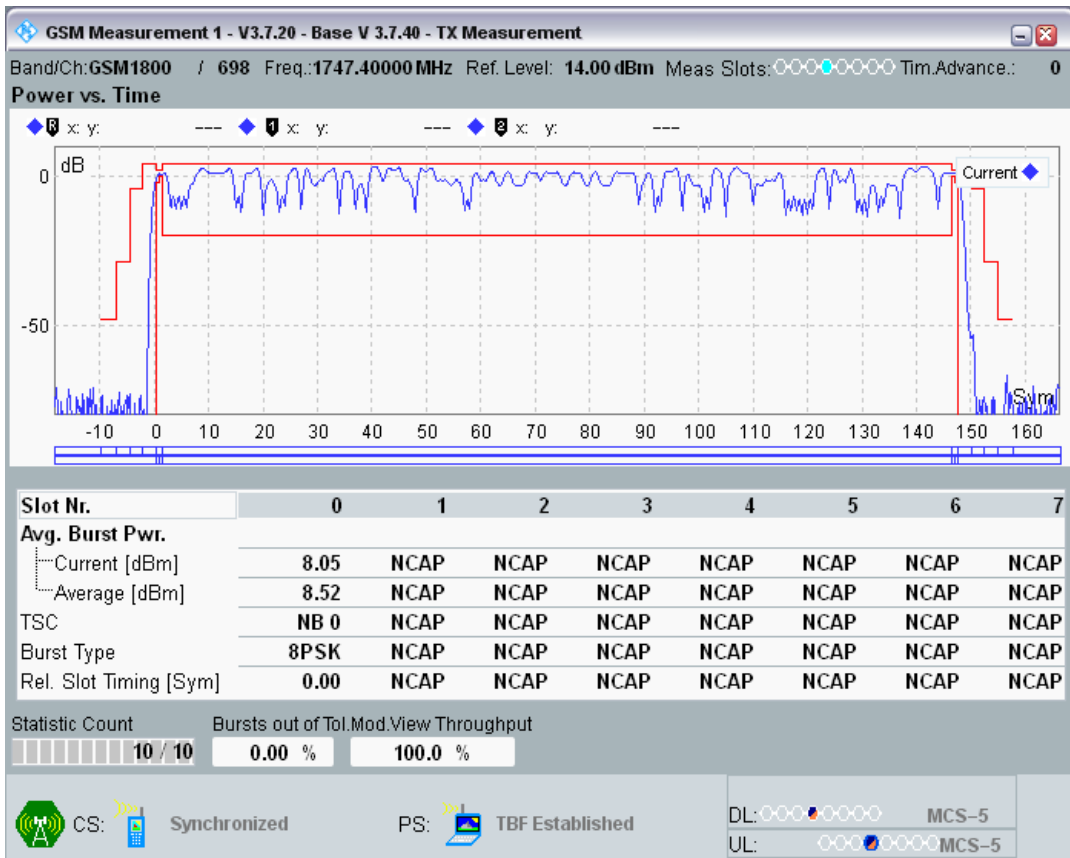 GSM Measurement 1 - V3.7.20 - Base V 3.7.40 - TX Measurement
Band/Ch:GSM1800 / 698 Freq.:1747.40000 MHz Ref. Level: 14.00 dBm Meas Slots: Tim.Advance.: 0
Power vs. Time
R x: y: --- 1 x: y: --- 2 x: y: ---
dB
Current
0
-50
Sym
-10 0 10 20 30 40 50 60 70 80 90 100 110 120 130 140 150 160
Slot Nr. 0 1 2 3 4 5 6 7
Avg. Burst Pwr.
Current [dBm] 8.05 NCAP NCAP NCAP NCAP NCAP NCAP NCAP
Average [dBm] 8.52 NCAP NCAP NCAP NCAP NCAP NCAP NCAP
TSC NB 0 NCAP NCAP NCAP NCAP NCAP NCAP NCAP
Burst Type 8PSK NCAP NCAP NCAP NCAP NCAP NCAP NCAP
Rel. Slot Timing [Sym] 0.00 NCAP NCAP NCAP NCAP NCAP NCAP NCAP
Statistic Count Bursts out of Tol.Mod.View Throughput
10 / 10 0.00 % 100.0 %
CS: Synchronized PS: TBF Established DL: MCS-5
UL: MCS-5